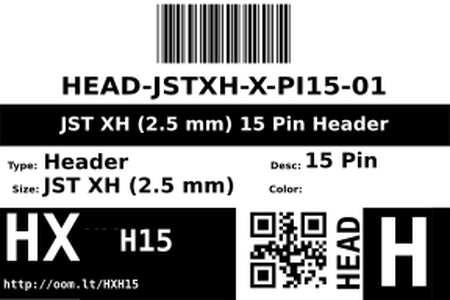 HEAD-JSTXH-X-PI15-01
JST XH (2.5 mm) 15 Pin Header
Type: Header
Desc: 15 Pin
Size: JST XH (2.5 mm)
Color:
HX
H15
HEAD
H
http://oom.lt/HXH15